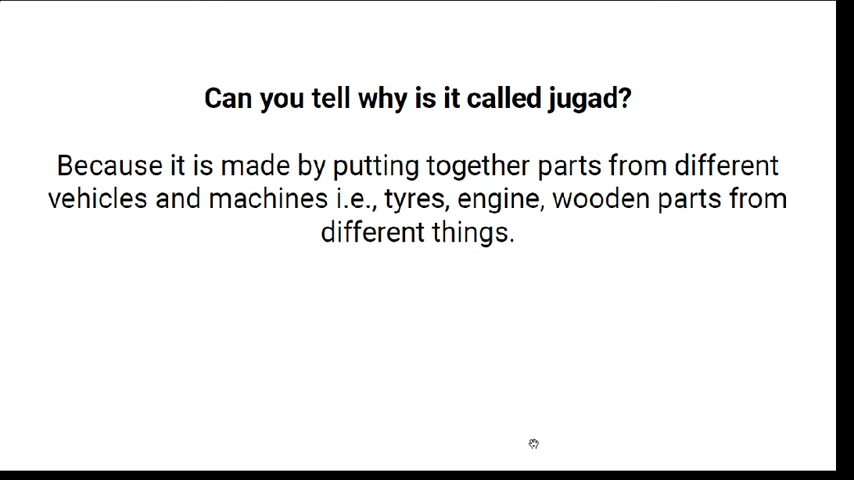 Can you tell why is it called jugad?
Because it is made by putting together parts from different
vehicles and machines i.e., tyres, engine, wooden parts from
different things.